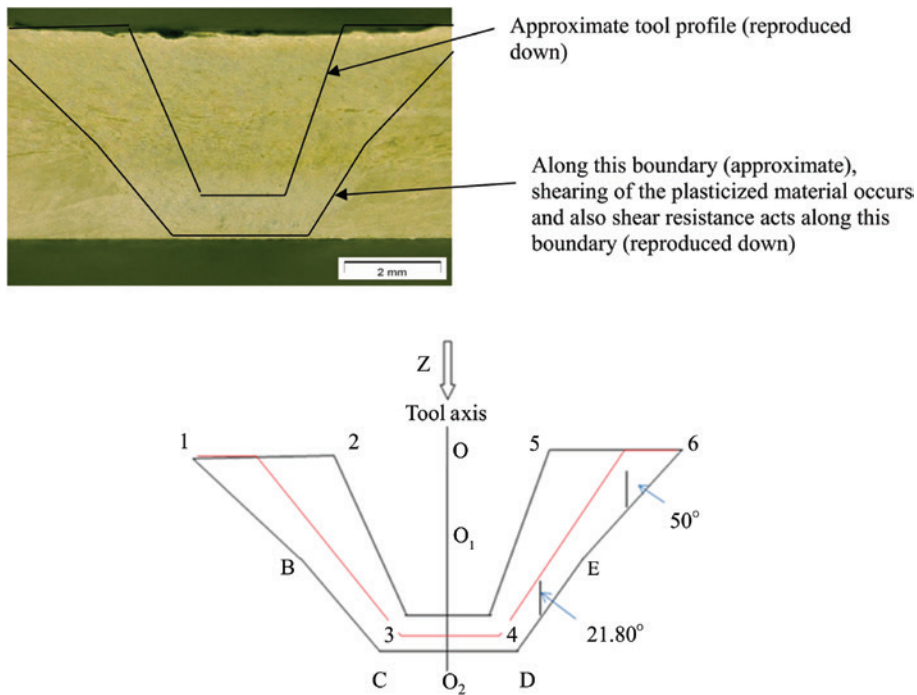 Approximate tool profile (reproduced
down)
Along this boundary (approximate),
shearing of the plasticized material occurs
and also shear resistance acts along this
boundary (reproduced down)
2 mm
Z
Tool axis
1
2
O
5
6
50°
O₁
B
E
3
4
21.80°
C
O₂
D